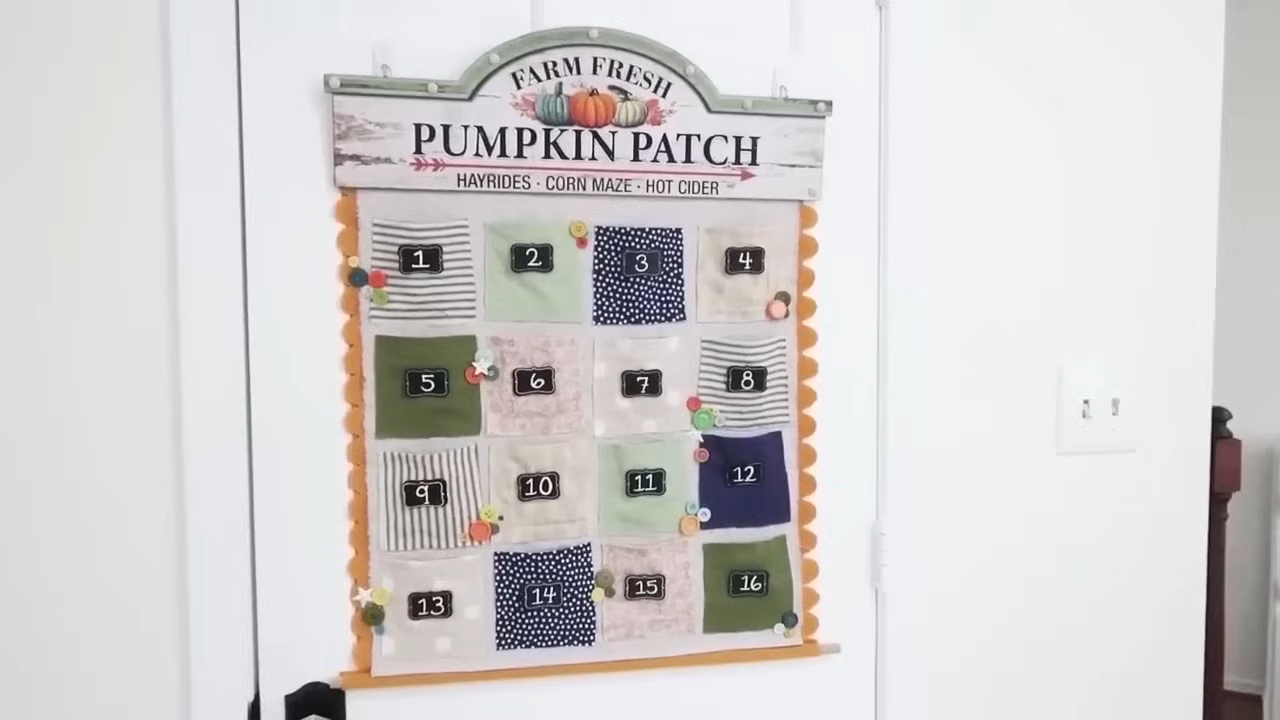 FARM FRESH
PUMPKIN PATCH
HAYRIDES · CORN MAZE · HOT CIDER
1 2 3 4
5 6 7 8
9 10 11 12
13 14 15 16